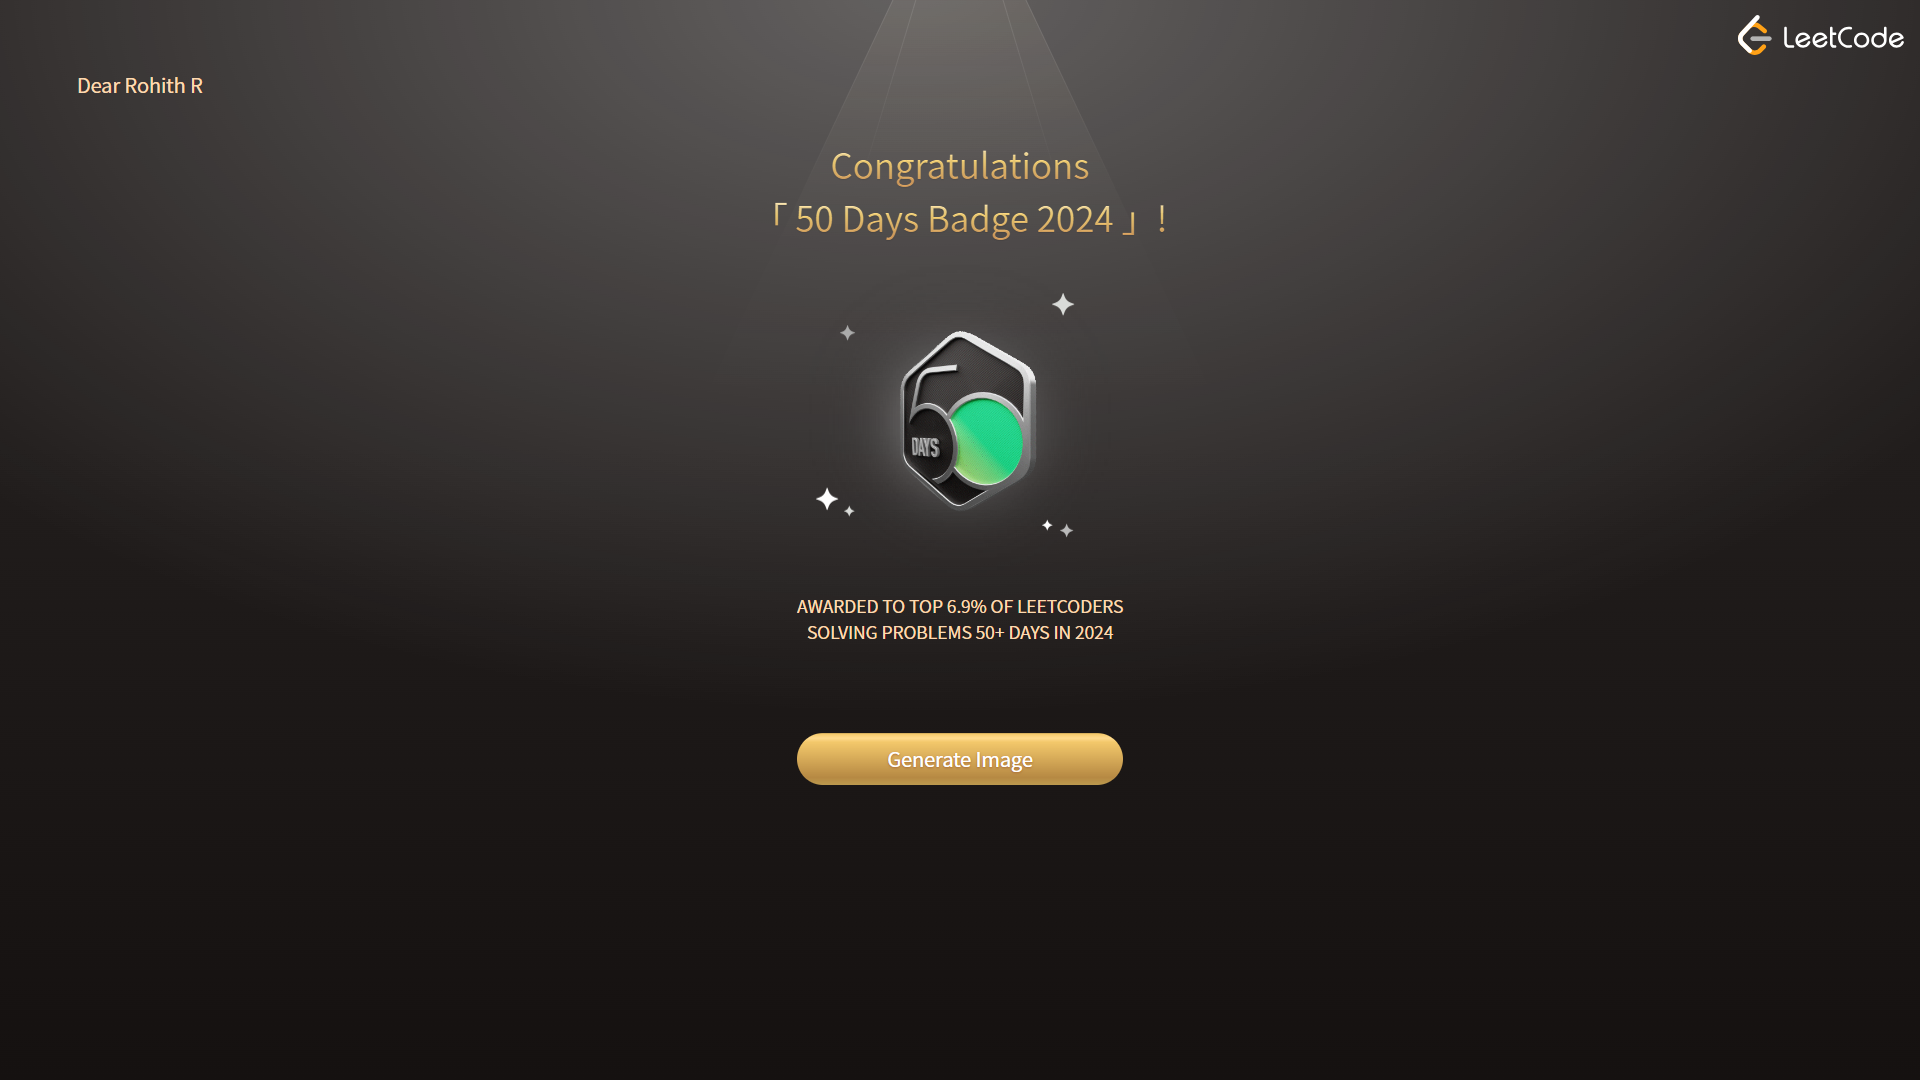 LeetCode
Dear Rohith R
Congratulations
「 50 Days Badge 2024 」 !
50
DAYS
AWARDED TO TOP 6.9% OF LEETCODERS
SOLVING PROBLEMS 50+ DAYS IN 2024
Generate Image